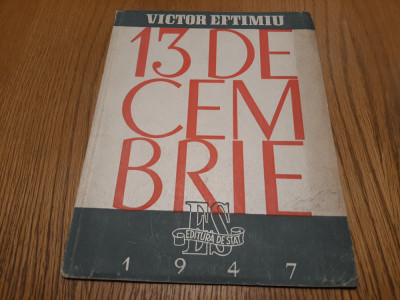 VICTOR EFTIMIU
13 DE
CEM
BRIE
ES
EDITURA DE STAT
1947